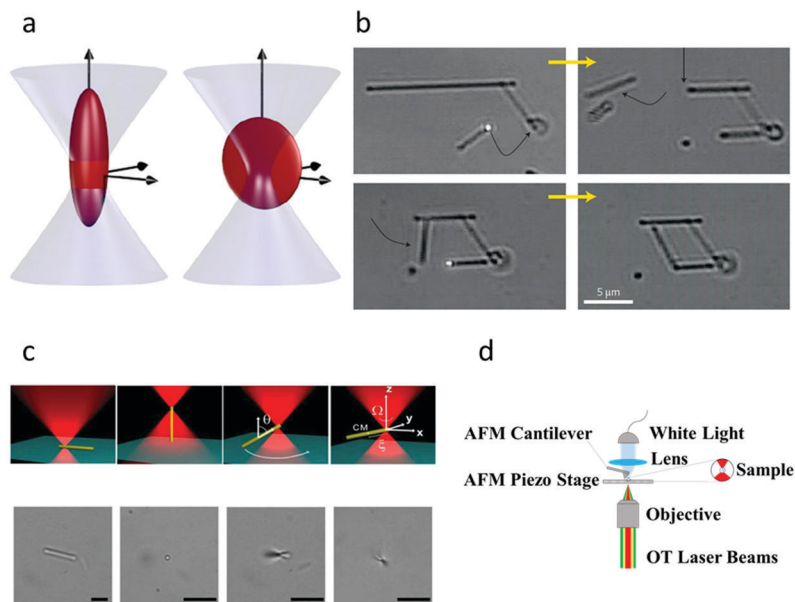 a
b
5 μm
c
θ
z
Ω
y
CM
x
ξ
d
AFM Cantilever
White Light
Lens
AFM Piezo Stage
Sample
Objective
OT Laser Beams